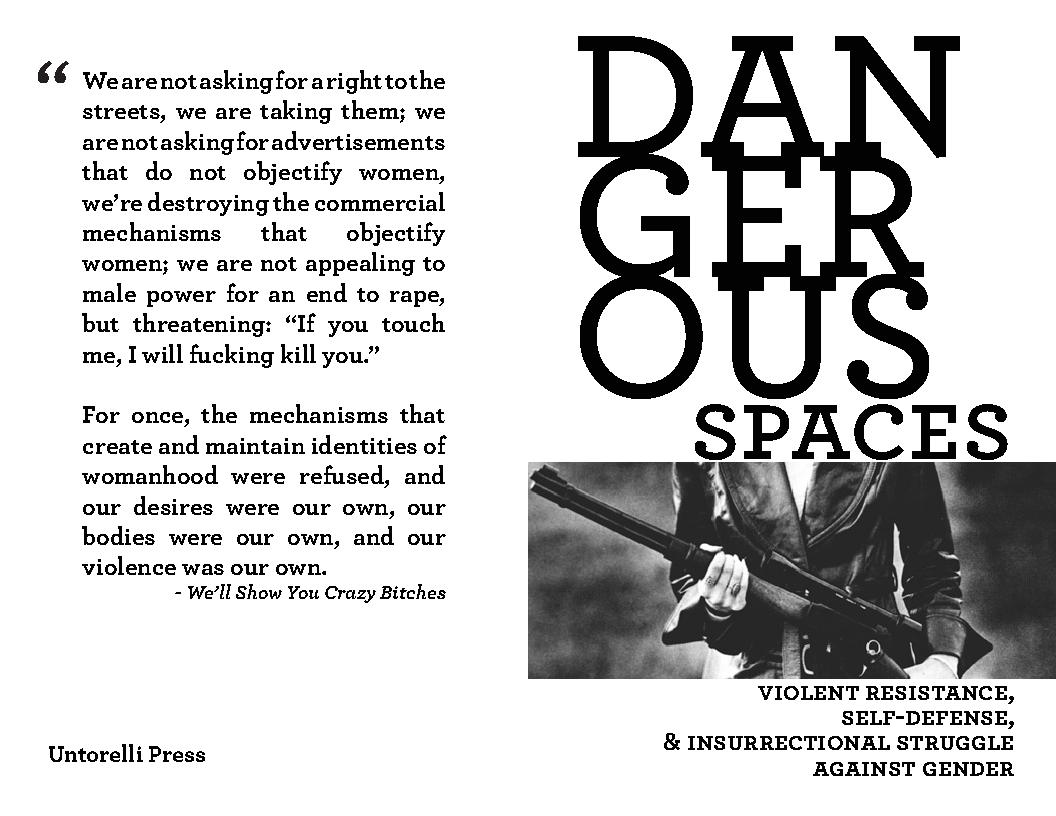 “ We are not asking for a right to the
streets, we are taking them; we
are not asking for advertisements
that do not objectify women,
we’re destroying the commercial
mechanisms that objectify
women; we are not appealing to
male power for an end to rape,
but threatening: “If you touch
me, I will fucking kill you.”
For once, the mechanisms that
create and maintain identities of
womanhood were refused, and
our desires were our own, our
bodies were our own, and our
violence was our own.
- We’ll Show You Crazy Bitches
Untorelli Press
DAN
GER
OUS
SPACES
VIOLENT RESISTANCE,
SELF-DEFENSE,
& INSURRECTIONAL STRUGGLE
AGAINST GENDER